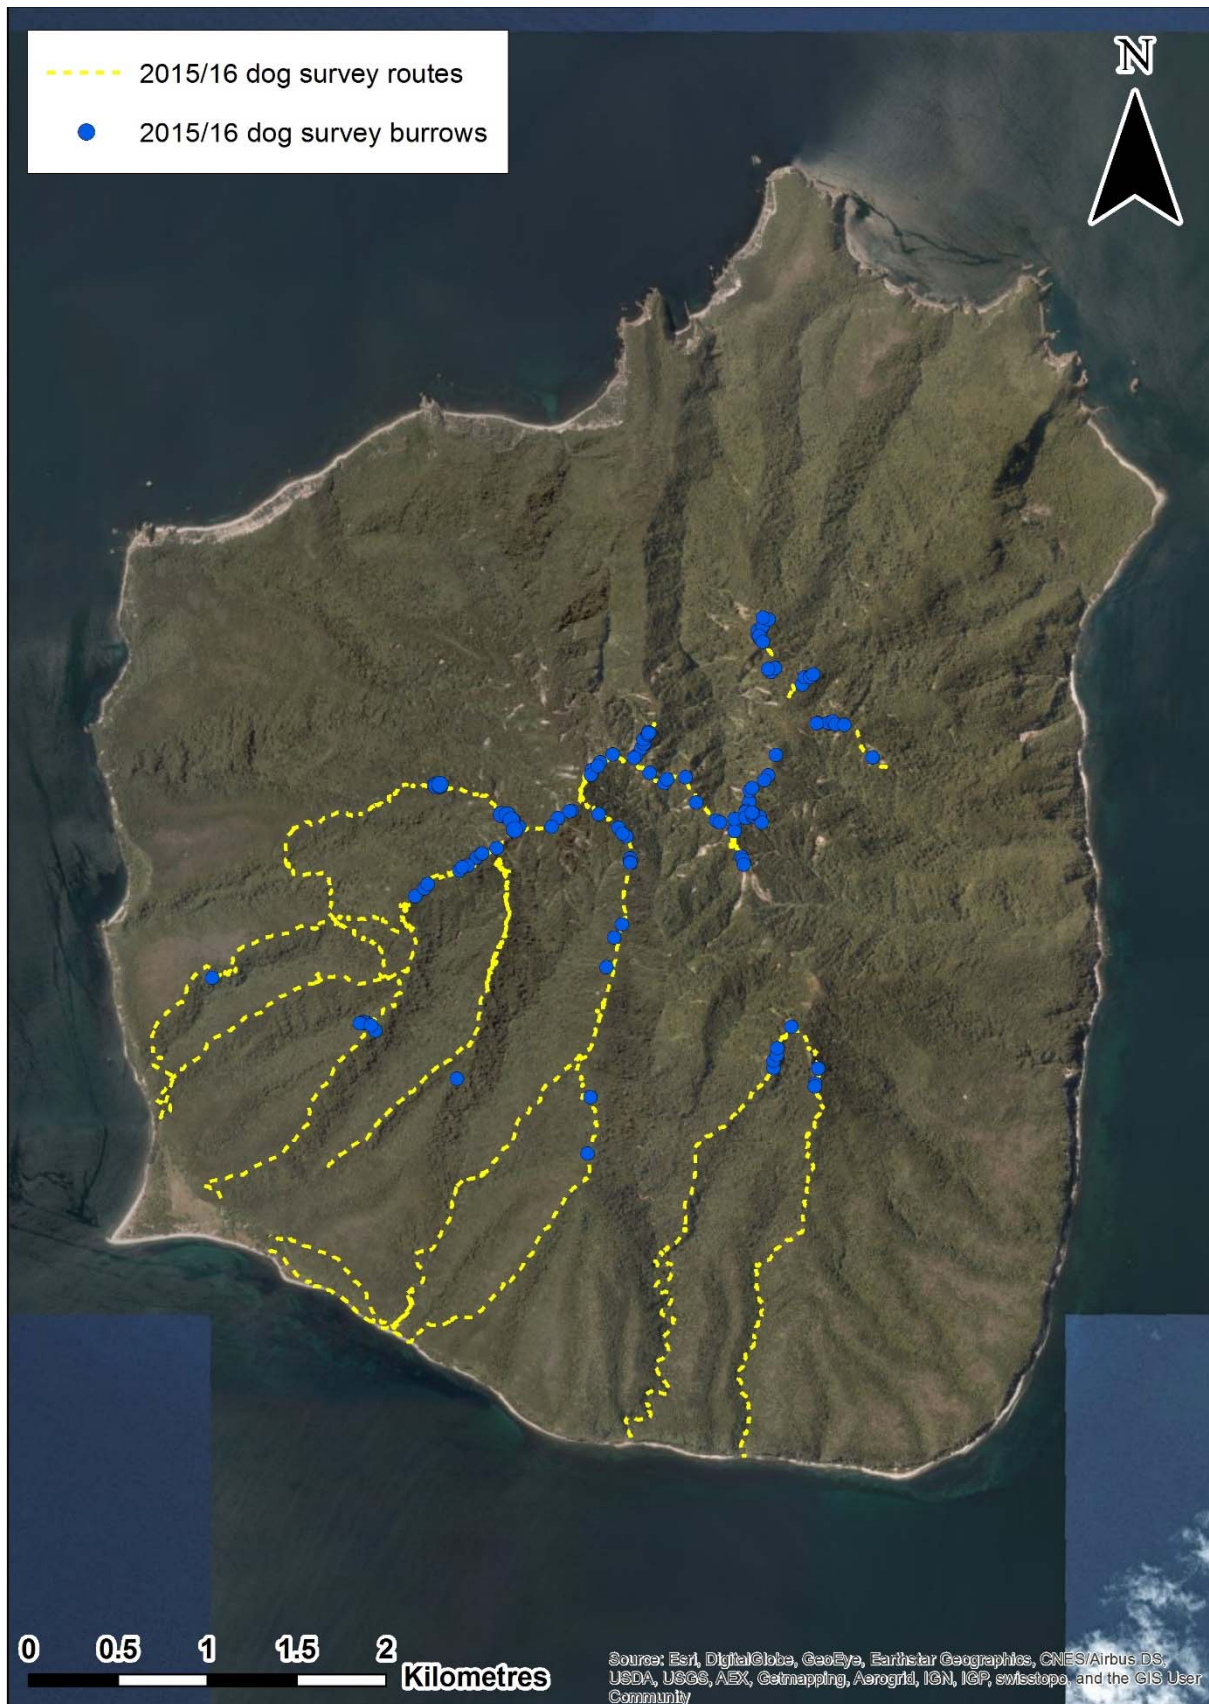 2015/16 dog survey routes
2015/16 dog survey burrows
N
0 0.5 1 1.5 2
Kilometres
Source: Esri, DigitalGlobe, GeoEye, Earthstar Geographics, CNES/Airbus DS,
USDA, USGS, AEX, Getmapping, Aerogrid, IGN, IGP, swisstopo, and the GIS User
Community